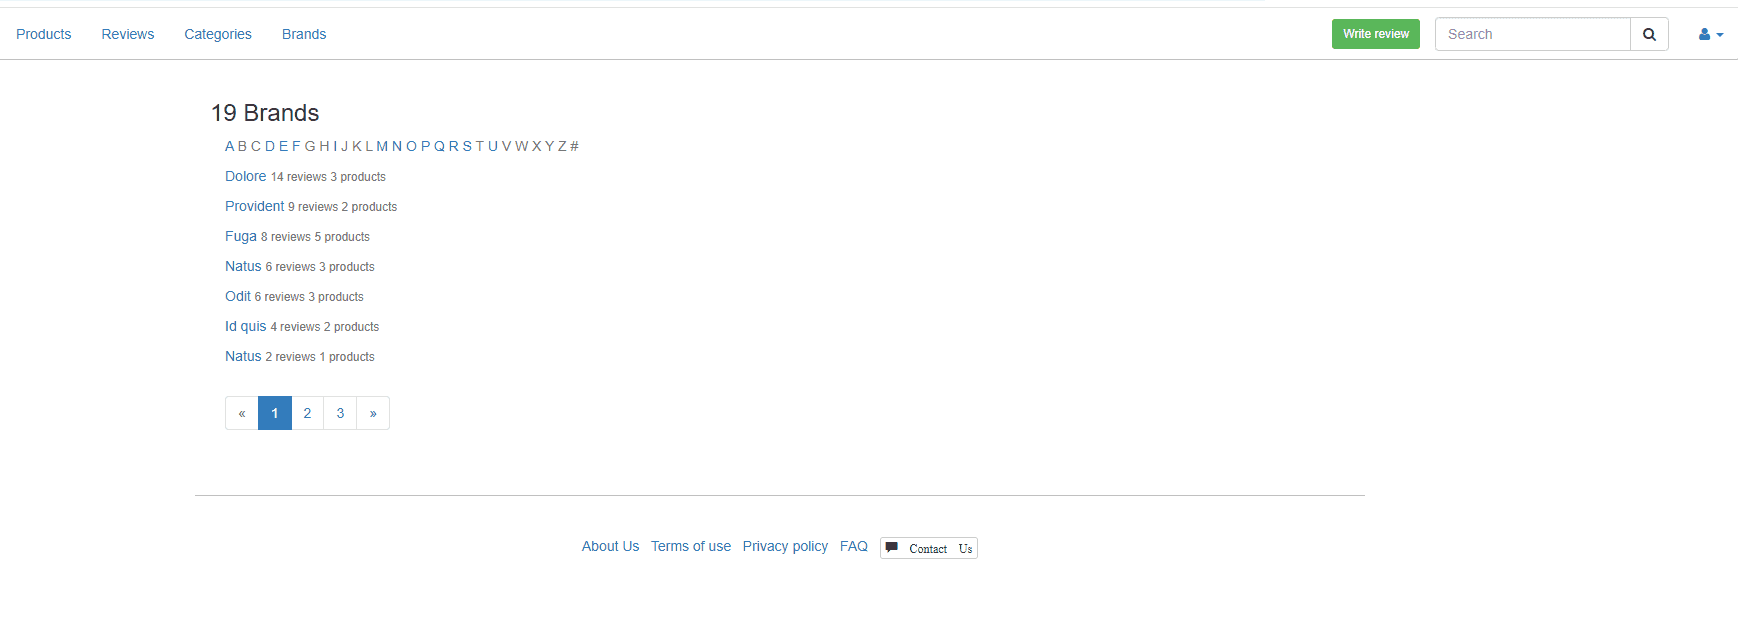 Products Reviews Categories Brands Write review Search
19 Brands
A B C D E F G H I J K L M N O P Q R S T U V W X Y Z #
Dolore 14 reviews 3 products
Provident 9 reviews 2 products
Fuga 8 reviews 5 products
Natus 6 reviews 3 products
Odit 6 reviews 3 products
Id quis 4 reviews 2 products
Natus 2 reviews 1 products
« 1 2 3 »
About Us Terms of use Privacy policy FAQ Contact Us